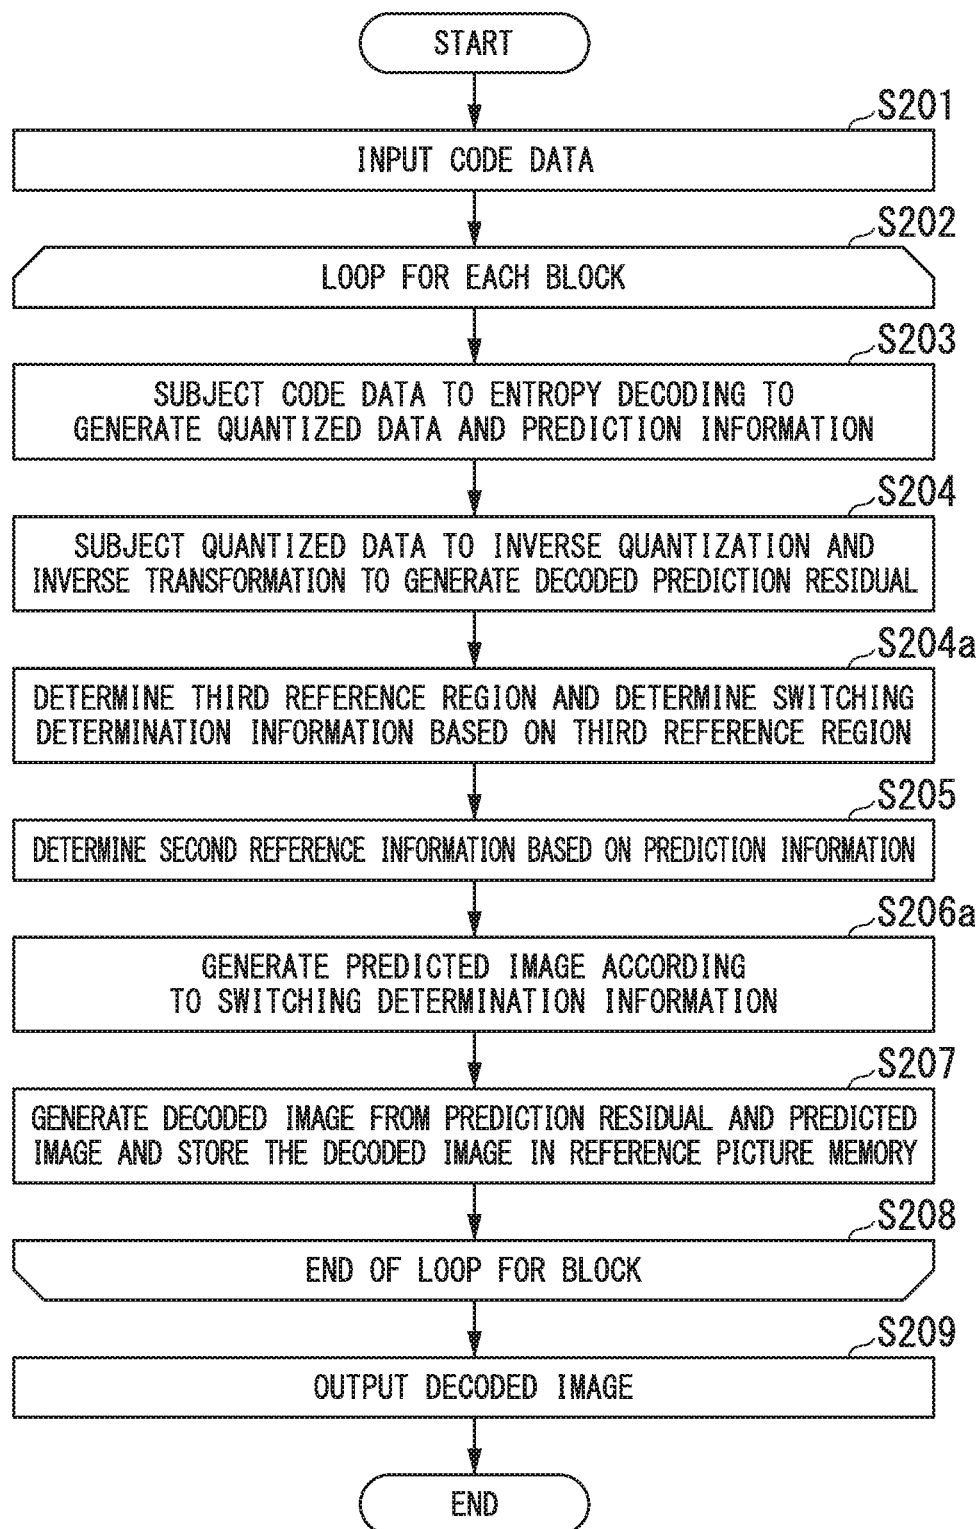 START
S201
INPUT CODE DATA
S202
LOOP FOR EACH BLOCK
S203
SUBJECT CODE DATA TO ENTROPY DECODING TO
GENERATE QUANTIZED DATA AND PREDICTION INFORMATION
S204
SUBJECT QUANTIZED DATA TO INVERSE QUANTIZATION AND
INVERSE TRANSFORMATION TO GENERATE DECODED PREDICTION RESIDUAL
S204a
DETERMINE THIRD REFERENCE REGION AND DETERMINE SWITCHING
DETERMINATION INFORMATION BASED ON THIRD REFERENCE REGION
S205
DETERMINE SECOND REFERENCE INFORMATION BASED ON PREDICTION INFORMATION
S206a
GENERATE PREDICTED IMAGE ACCORDING
TO SWITCHING DETERMINATION INFORMATION
S207
GENERATE DECODED IMAGE FROM PREDICTION RESIDUAL AND PREDICTED
IMAGE AND STORE THE DECODED IMAGE IN REFERENCE PICTURE MEMORY
S208
END OF LOOP FOR BLOCK
S209
OUTPUT DECODED IMAGE
END